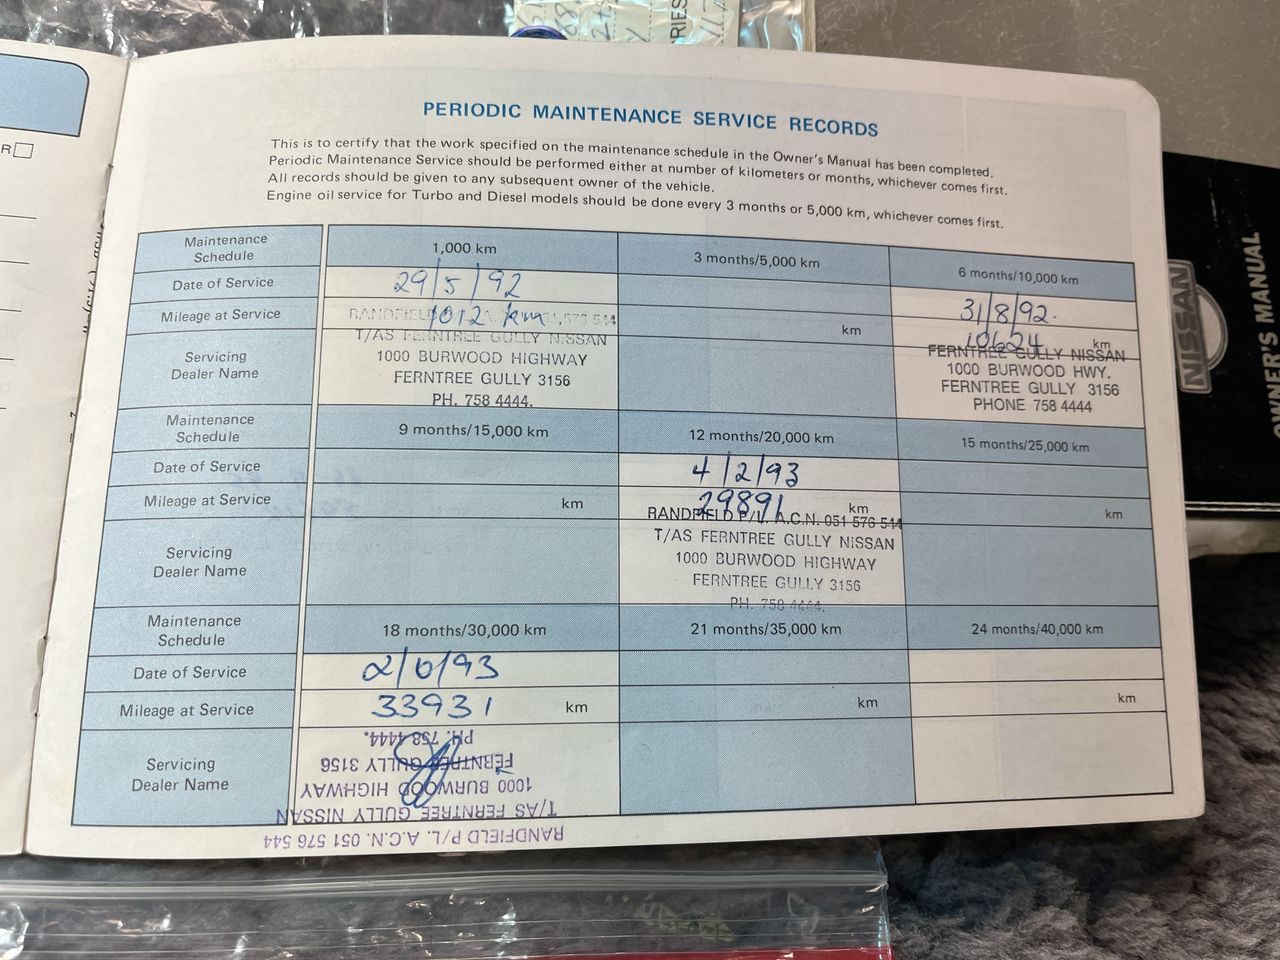 PERIODIC MAINTENANCE SERVICE RECORDS
This is to certify that the work specified on the maintenance schedule in the Owner's Manual has been completed.
Periodic Maintenance Service should be performed either at number of kilometers or months, whichever comes first.
All records should be given to any subsequent owner of the vehicle.
Engine oil service for Turbo and Diesel models should be done every 3 months or 5,000 km, whichever comes first.
Maintenance Schedule 1,000 km 3 months/5,000 km 6 months/10,000 km
Date of Service 29/5/92 31/8/92.
Mileage at Service 1012 km. km 10624 km
Servicing Dealer Name
RANDFIELD 051 576 544
T/AS FERNTREE GULLY NISSAN
1000 BURWOOD HIGHWAY
FERNTREE GULLY 3156
PH. 758 4444.
FERNTREE GULLY NISSAN
1000 BURWOOD HWY.
FERNTREE GULLY 3156
PHONE 758 4444
Maintenance Schedule 9 months/15,000 km 12 months/20,000 km 15 months/25,000 km
Date of Service 4/2/93
Mileage at Service km 29891 km km
Servicing Dealer Name
RANDFIELD P/L. A.C.N. 051 576 544
T/AS FERNTREE GULLY NISSAN
1000 BURWOOD HIGHWAY
FERNTREE GULLY 3156
PH. 758 4444.
Maintenance Schedule 18 months/30,000 km 21 months/35,000 km 24 months/40,000 km
Date of Service
Mileage at Service 33931 km km km
Servicing Dealer Name
RANDFIELD P/L. A.C.N. 051 576 544
T/AS FERNTREE GULLY NISSAN
1000 BURWOOD HIGHWAY
FERNTREE GULLY 3156
PH. 758 4444.
NISSAN
OWNER'S MANUAL
R